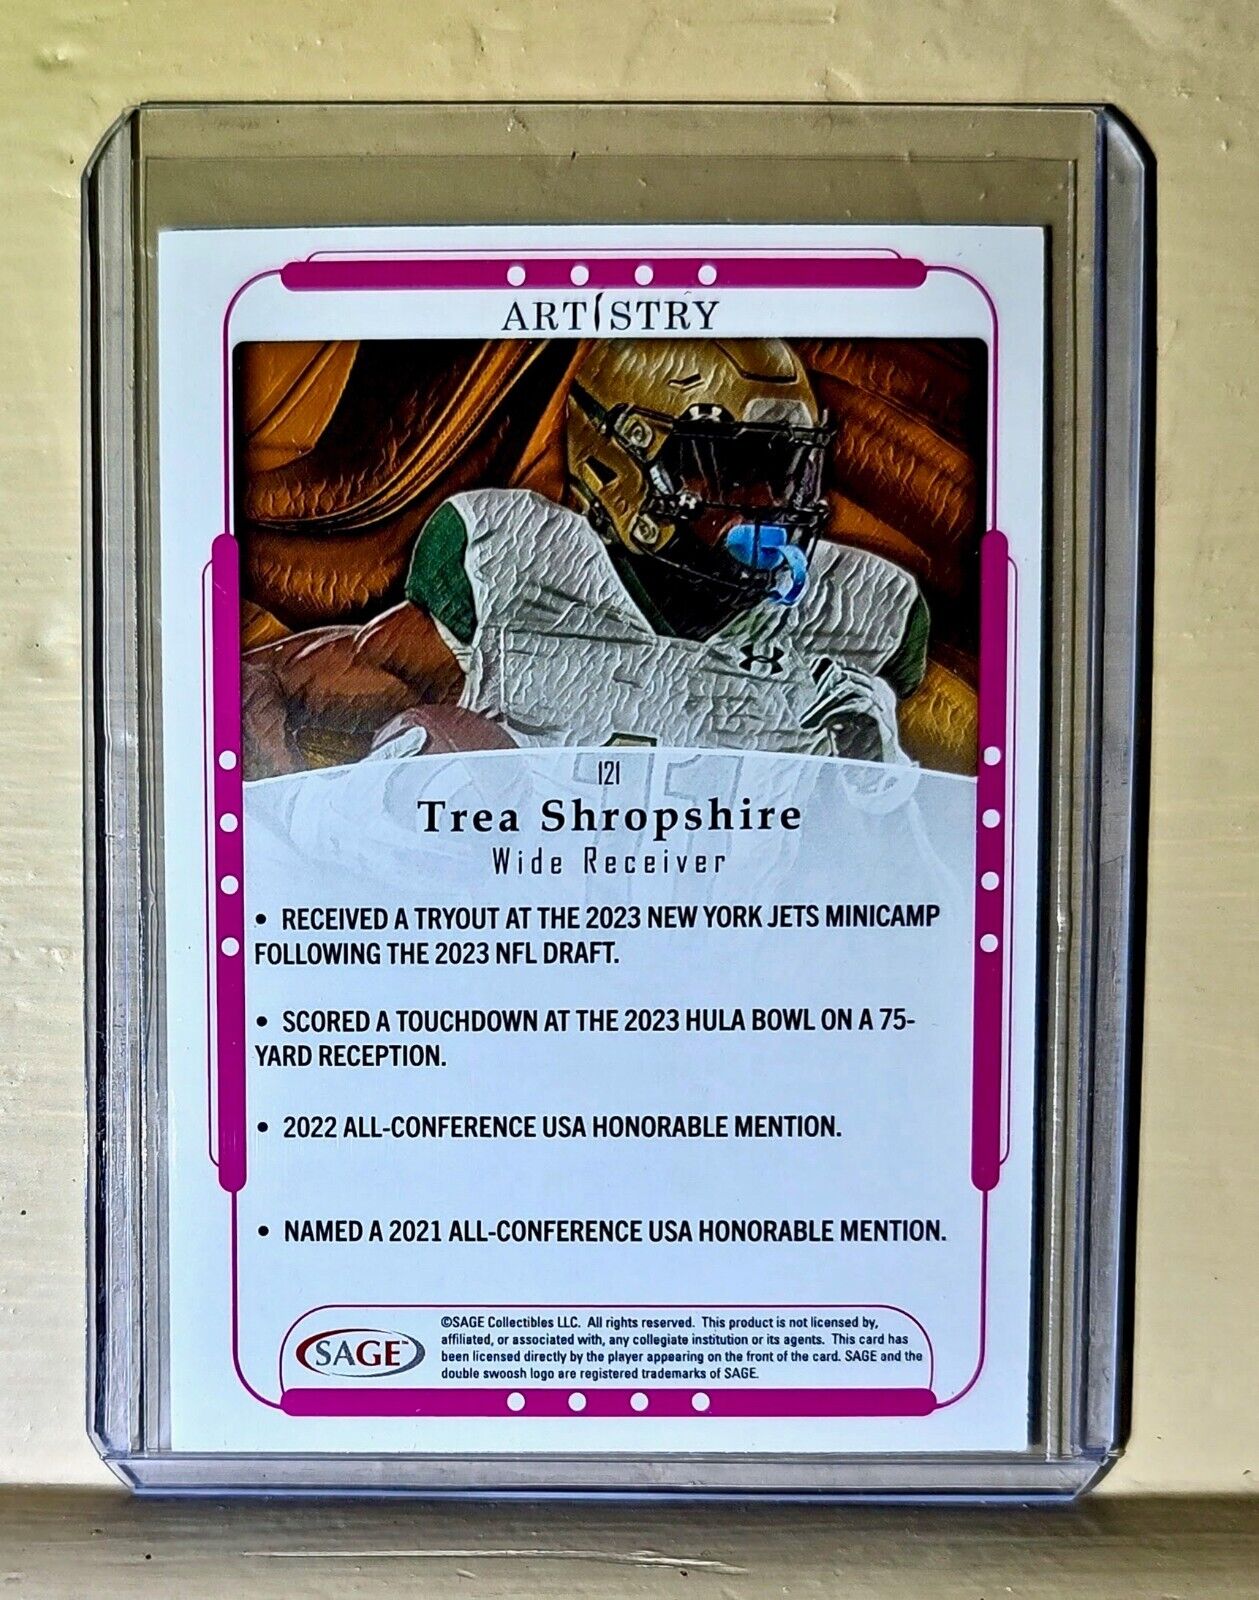 ARTISTRY
11
121
Trea Shropshire
Wide Receiver
• RECEIVED A TRYOUT AT THE 2023 NEW YORK JETS MINICAMP
FOLLOWING THE 2023 NFL DRAFT.
• SCORED A TOUCHDOWN AT THE 2023 HULA BOWL ON A 75-
YARD RECEPTION.
• 2022 ALL-CONFERENCE USA HONORABLE MENTION.
• NAMED A 2021 ALL-CONFERENCE USA HONORABLE MENTION.
SAGE™
©SAGE Collectibles LLC. All rights reserved. This product is not licensed by,
affiliated, or associated with, any collegiate institution or its agents. This card has
been licensed directly by the player appearing on the front of the card. SAGE and the
double swoosh logo are registered trademarks of SAGE.